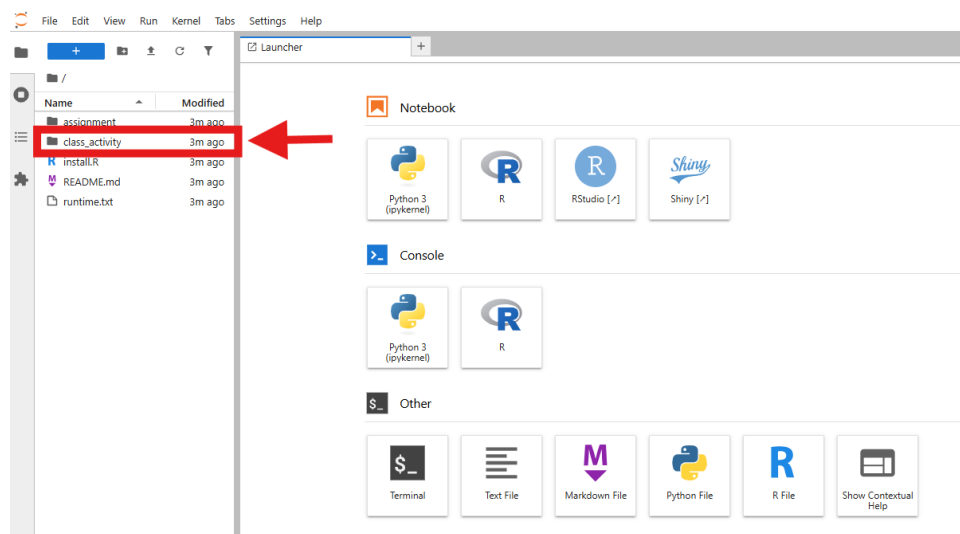 File Edit View Run Kernel Tabs Settings Help
+
Launcher
+
/
Name Modified
assignment 3m ago
class_activity 3m ago
install.R 3m ago
README.md 3m ago
runtime.txt 3m ago
Notebook
Python 3
(ipykernel)
R
RStudio [↗]
Shiny
Shiny [↗]
Console
Python 3
(ipykernel)
R
$_ Other
$_
Terminal
Text File
M
Markdown File
Python File
R
R File
Show Contextual
Help